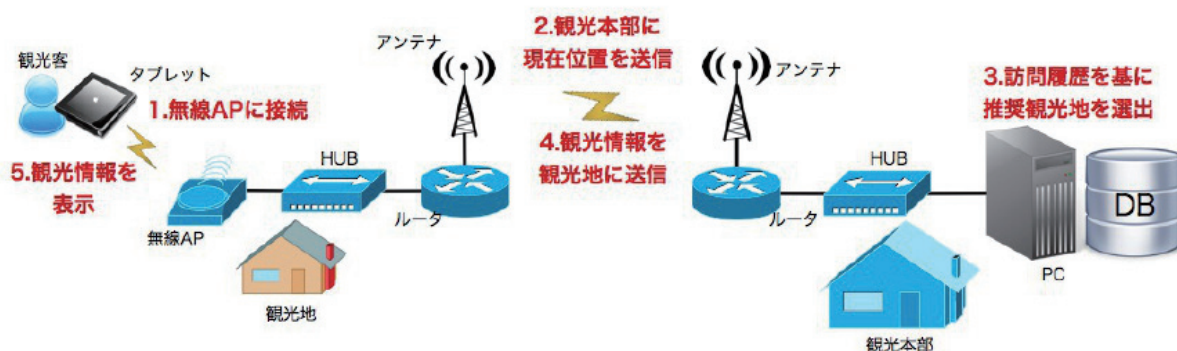 観光客
タブレット
1.無線APに接続
5.観光情報を
表示
無線AP
HUB
観光地
アンテナ
ルータ
2.観光本部に
現在位置を送信
4.観光情報を
観光地に送信
アンテナ
ルータ
HUB
観光本部
3.訪問履歴を基に
推奨観光地を選出
PC
DB